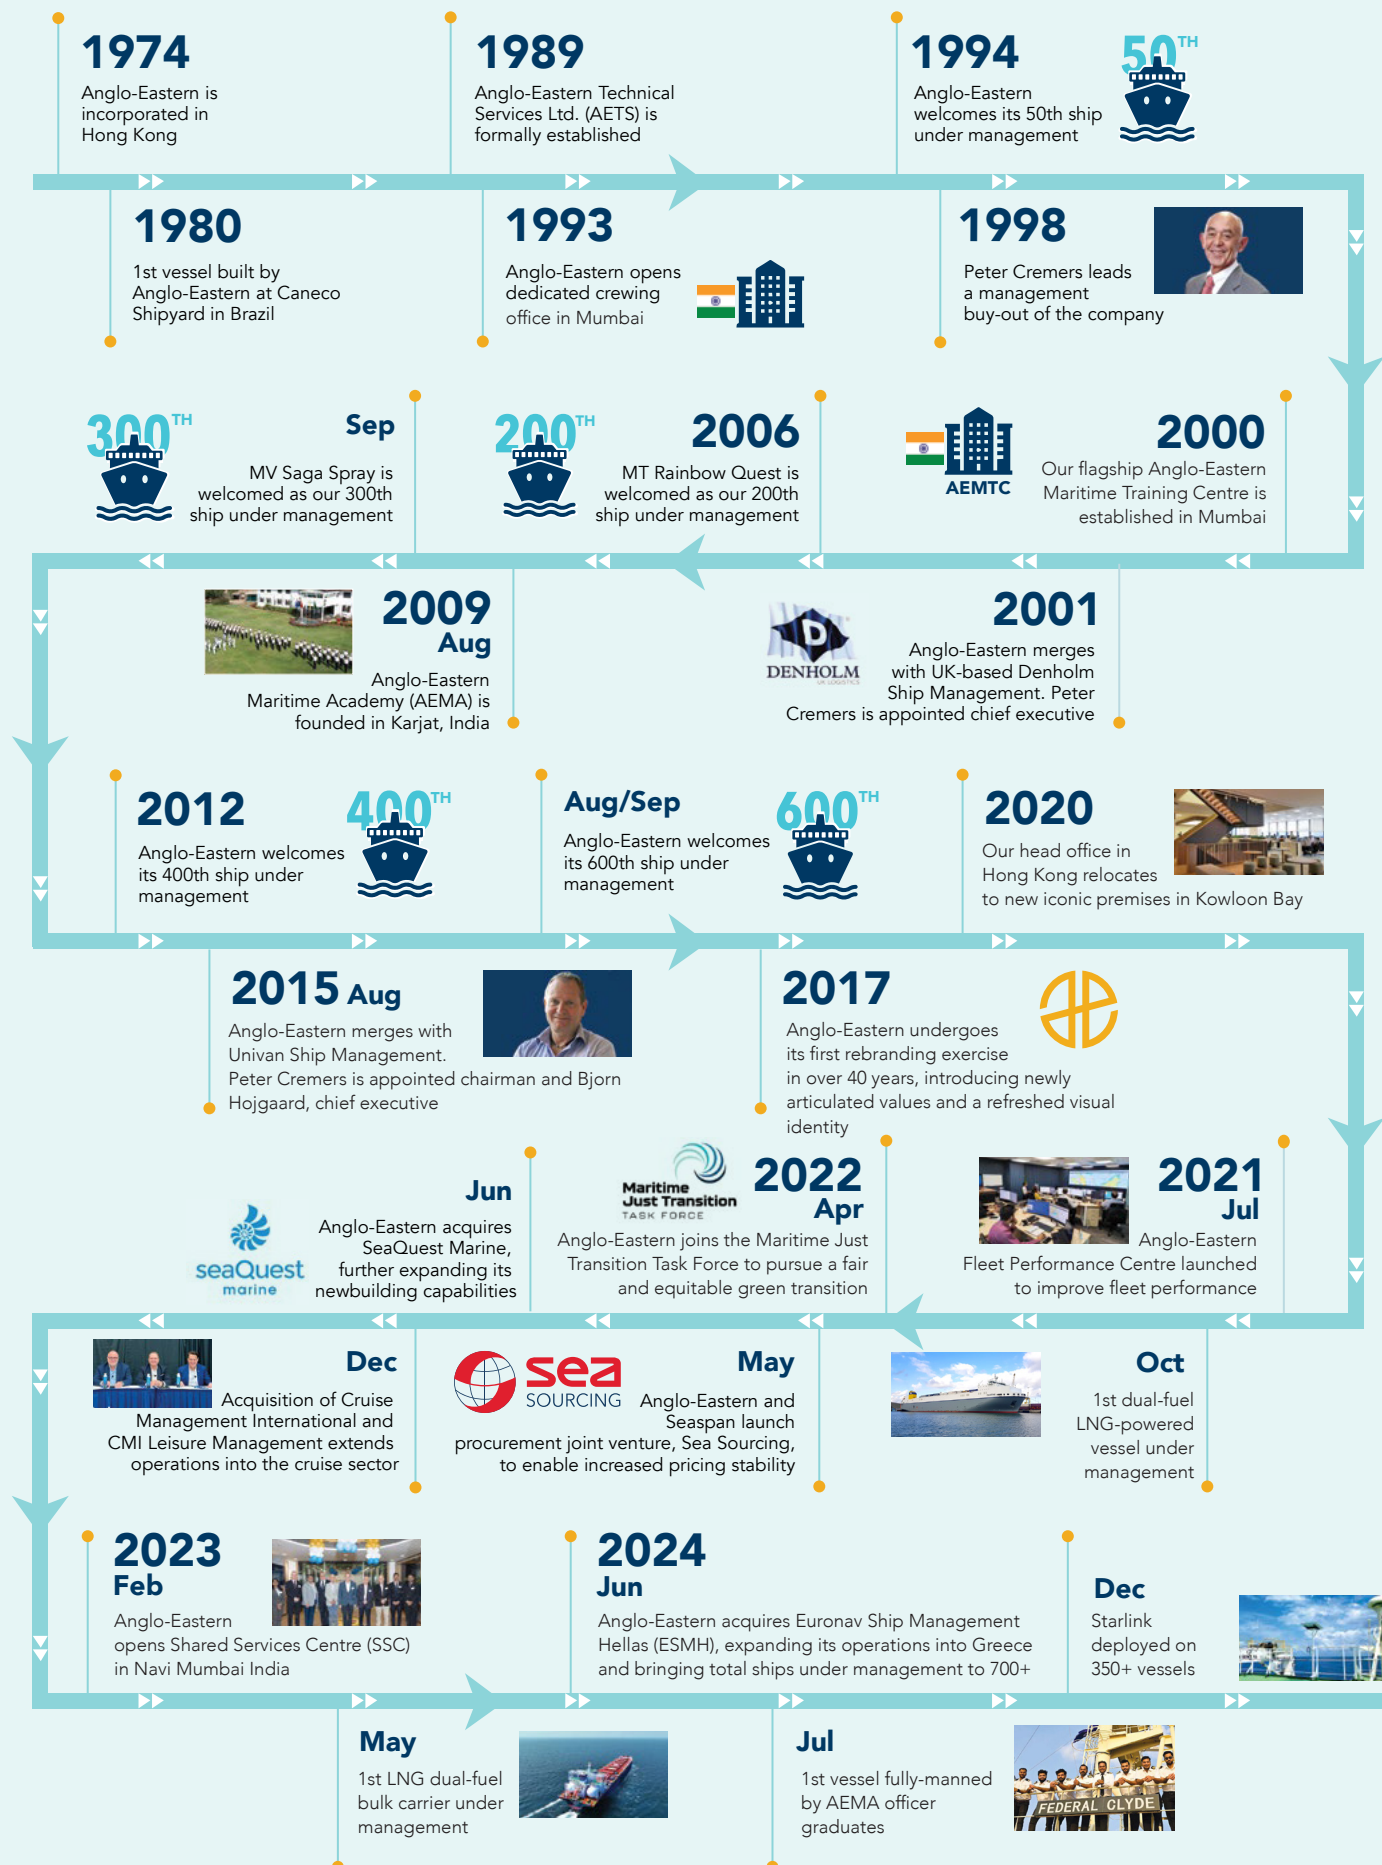 1974
Anglo-Eastern is
incorporated in
Hong Kong
1980
1st vessel built by
Anglo-Eastern at Caneco
Shipyard in Brazil
1989
Anglo-Eastern Technical
Services Ltd. (AETS) is
formally established
1993
Anglo-Eastern opens
dedicated crewing
office in Mumbai
1994
Anglo-Eastern
welcomes its 50th ship
under management
50TH
1998
Peter Cremers leads
a management
buy-out of the company
2000
Our flagship Anglo-Eastern
Maritime Training Centre is
established in Mumbai
AEMTC
2001
Anglo-Eastern merges
with UK-based Denholm
Ship Management. Peter
Cremers is appointed chief executive
D
DENHOLM
UK LOGISTICS
2006
MT Rainbow Quest is
welcomed as our 200th
ship under management
200TH
2009
Aug
Anglo-Eastern
Maritime Academy (AEMA) is
founded in Karjat, India
Sep
MV Saga Spray is
welcomed as our 300th
ship under management
300TH
2012
Anglo-Eastern welcomes
its 400th ship under
management
400TH
2015 Aug
Anglo-Eastern merges with
Univan Ship Management.
Peter Cremers is appointed chairman and Bjorn
Hojgaard, chief executive
Aug/Sep
Anglo-Eastern welcomes
its 600th ship under
management
600TH
2017
Anglo-Eastern undergoes
its first rebranding exercise
in over 40 years, introducing newly
articulated values and a refreshed visual
identity
2020
Our head office in
Hong Kong relocates
to new iconic premises in Kowloon Bay
2021
Jul
Anglo-Eastern
Fleet Performance Centre launched
to improve fleet performance
Oct
1st dual-fuel
LNG-powered
vessel under
management
2022
Apr
Anglo-Eastern joins the Maritime Just
Transition Task Force to pursue a fair
and equitable green transition
Maritime
Just Transition
TASK FORCE
May
Anglo-Eastern and
Seaspan launch
procurement joint venture, Sea Sourcing,
to enable increased pricing stability
sea
SOURCING
Jun
Anglo-Eastern acquires
SeaQuest Marine,
further expanding its
newbuilding capabilities
seaQuest
marine
Dec
Acquisition of Cruise
Management International and
CMI Leisure Management extends
operations into the cruise sector
2023
Feb
Anglo-Eastern
opens Shared Services Centre (SSC)
in Navi Mumbai India
May
1st LNG dual-fuel
bulk carrier under
management
2024
Jun
Anglo-Eastern acquires Euronav Ship Management
Hellas (ESMH), expanding its operations into Greece
and bringing total ships under management to 700+
Jul
1st vessel fully-manned
by AEMA officer
graduates
FEDERAL CLYDE
Dec
Starlink
deployed on
350+ vessels